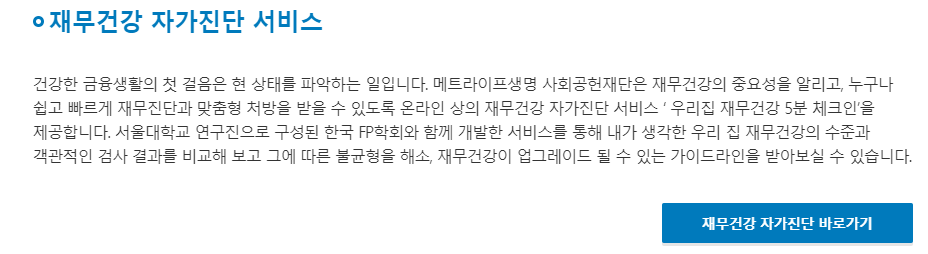 재무건강 자가진단 서비스
건강한 금융생활의 첫 걸음은 현 상태를 파악하는 일입니다. 메트라이프생명 사회공헌재단은 재무건강의 중요성을 알리고, 누구나
쉽고 빠르게 재무진단과 맞춤형 처방을 받을 수 있도록 온라인 상의 재무건강 자가진단 서비스 ‘ 우리집 재무건강 5분 체크인’을
제공합니다. 서울대학교 연구진으로 구성된 한국 FP학회와 함께 개발한 서비스를 통해 내가 생각한 우리 집 재무건강의 수준과
객관적인 검사 결과를 비교해 보고 그에 따른 불균형을 해소, 재무건강이 업그레이드 될 수 있는 가이드라인을 받아보실 수 있습니다.
재무건강 자가진단 바로가기